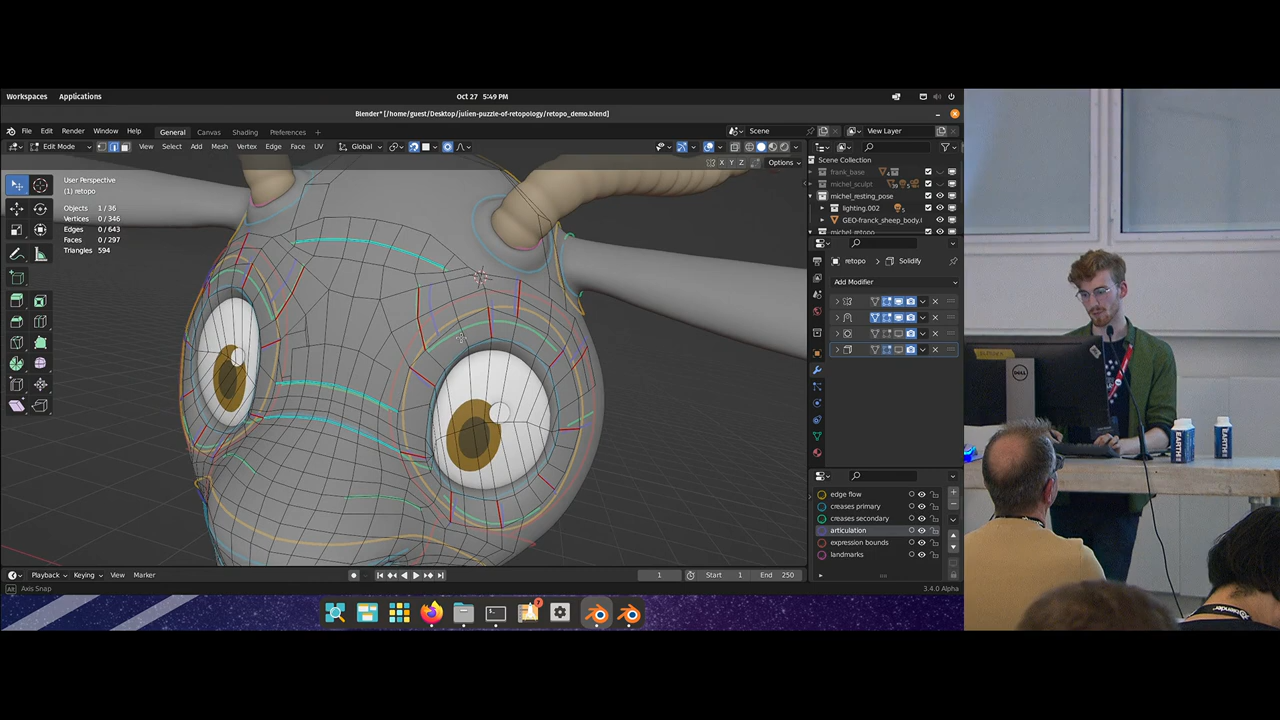 Workspaces Applications Oct 27 5:49 PM
Blender* [/home/guest/Desktop/julien-puzzle-of-retopology/retopo_demo.blend]
File Edit Render Window Help General Canvas Shading Preferences + Scene View Layer
Edit Mode View Select Add Mesh Vertex Edge Face UV Global
X Y Z Options
User Perspective
(1) retopo
Objects 1/36
Vertices 0/346
Edges 0/643
Faces 0/297
Triangles 594
Scene Collection
frank_base
michel_sculpt
michel_resting_pose
lighting.002
GEO-franck_sheep_body.l
michel_retopo
retopo Solidify
Add Modifier
edge flow
creases primary
creases secondary
articulation
expression bounds
landmarks
Playback Keying View Marker 1 Start 1 End 250
Axis Snap 3.4.0 Alpha
DELL
EARTH
EARTH
blender